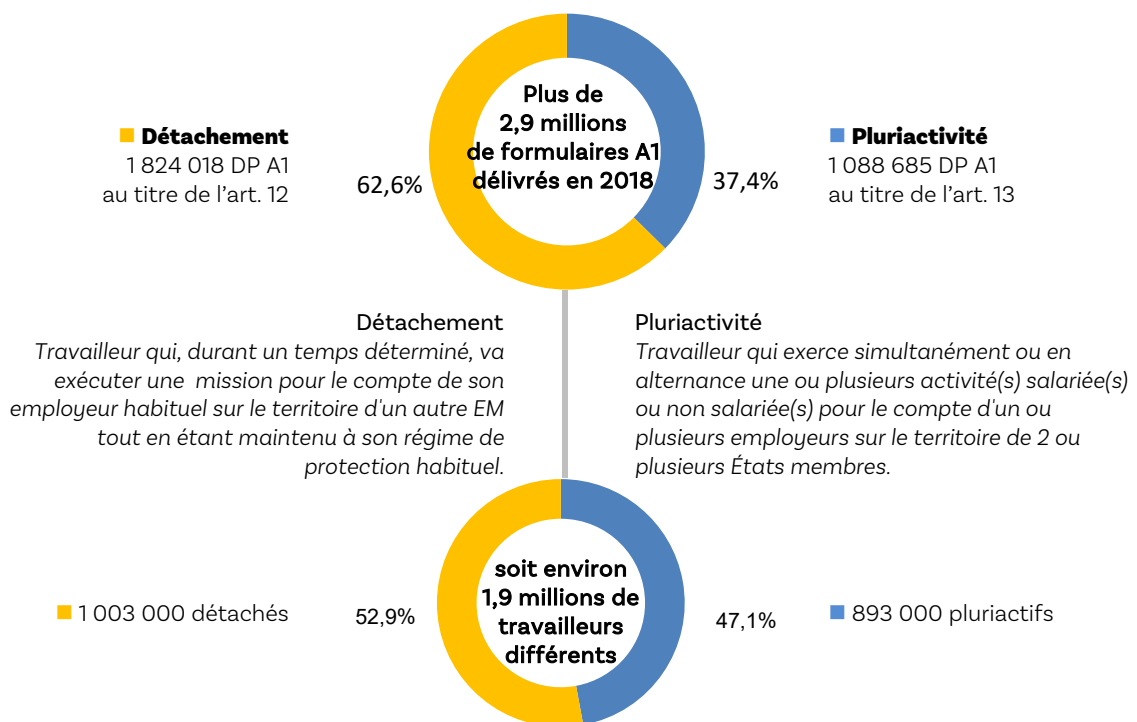 Plus de
2,9 millions
de formulaires A1
délivrés en 2018
Détachement
1 824 018 DP A1
au titre de l'art. 12
62,6%
37,4%
Pluriactivité
1 088 685 DP A1
au titre de l'art. 13
Détachement
Travailleur qui, durant un temps déterminé, va
exécuter une mission pour le compte de son
employeur habituel sur le territoire d'un autre EM
tout en étant maintenu à son régime de
protection habituel.
Pluriactivité
Travailleur qui exerce simultanément ou en
alternance une ou plusieurs activité(s) salariée(s)
ou non salariée(s) pour le compte d'un ou
plusieurs employeurs sur le territoire de 2 ou
plusieurs États membres.
soit environ
1,9 millions de
travailleurs
différents
1 003 000 détachés
52,9%
47,1%
893 000 pluriactifs